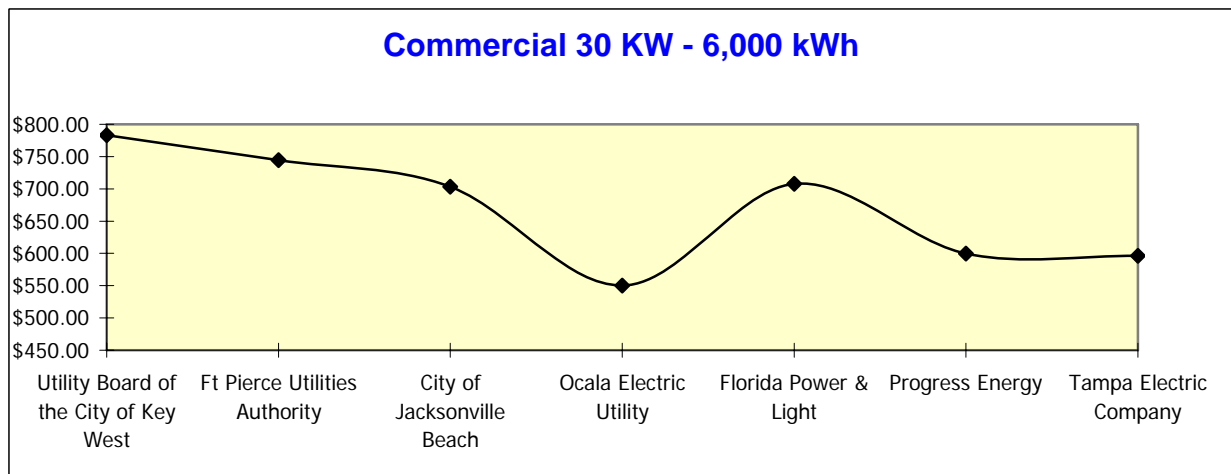 Commercial 30 KW - 6,000 kWh
$800.00
$750.00
$700.00
$650.00
$600.00
$550.00
$500.00
$450.00
Utility Board of
the City of Key
West
Ft Pierce Utilities
Authority
City of
Jacksonville
Beach
Ocala Electric
Utility
Florida Power &
Light
Progress Energy
Tampa Electric
Company